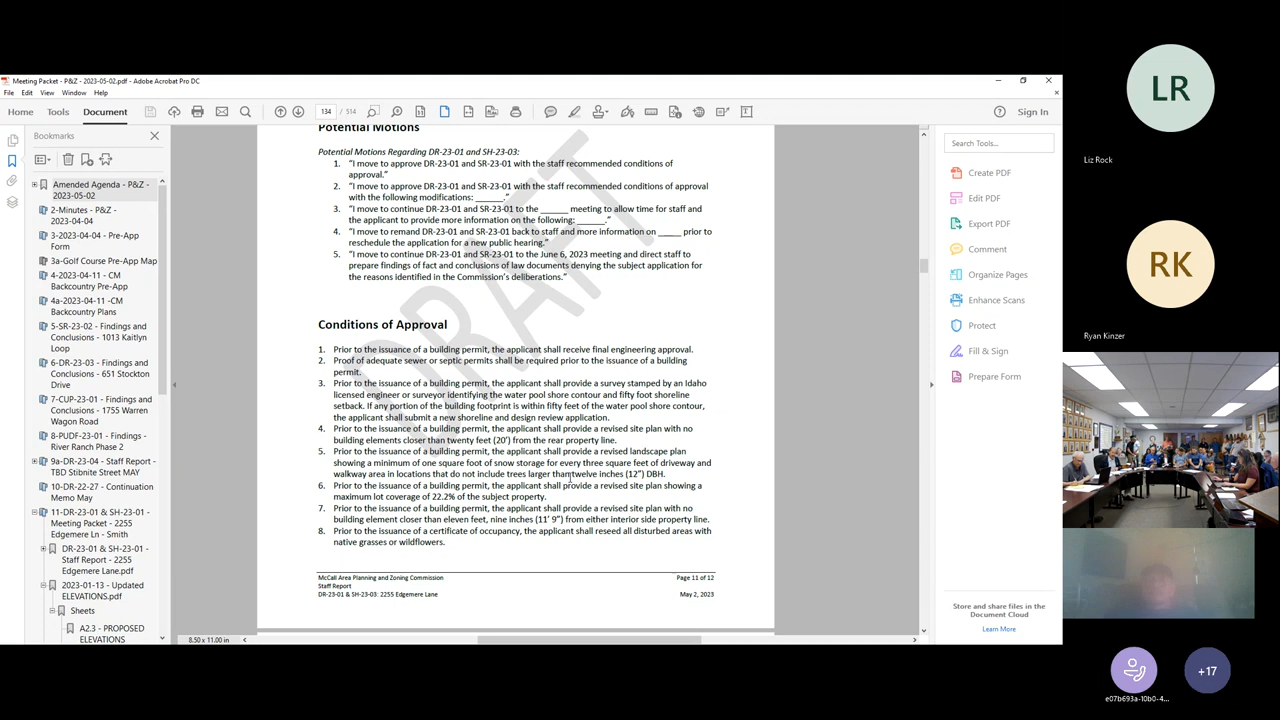 Meeting Packet - P&Z - 2023-05-02.pdf - Adobe Acrobat Pro DC
File Edit View Window Help
Home Tools Document
134 / 514
Sign In
Bookmarks
Amended Agenda - P&Z -
2023-05-02
2-Minutes - P&Z -
2023-04-04
3-2023-04-04 - Pre-App
Form
3a-Golf Course Pre-App Map
4-2023-04-11 - CM
Backcountry Pre-App
4a-2023-04-11 -CM
Backcountry Plans
5-SR-23-02 - Findings and
Conclusions - 1013 Kaitlyn
Loop
6-DR-23-03 - Findings and
Conclusions - 651 Stockton
Drive
7-CUP-23-01 - Findings and
Conclusions - 1755 Warren
Wagon Road
8-PUDF-23-01 - Findings -
River Ranch Phase 2
9a-DR-23-04 - Staff Report -
TBD Stibnite Street MAY
10-DR-22-27 - Continuation
Memo May
11-DR-23-01 & SH-23-01 -
Meeting Packet - 2255
Edgemere Ln - Smith
DR-23-01 & SH-23-01 -
Staff Report - 2255
Edgemere Lane.pdf
2023-01-13 - Updated
ELEVATIONS.pdf
Sheets
A2.3 - PROPOSED
ELEVATIONS
DRAFT
Potential Motions
Potential Motions Regarding DR-23-01 and SH-23-03:
1. "I move to approve DR-23-01 and SR-23-01 with the staff recommended conditions of
approval."
2. "I move to approve DR-23-01 and SR-23-01 with the staff recommended conditions of approval
with the following modifications: ______."
3. "I move to continue DR-23-01 and SR-23-01 to the ______ meeting to allow time for staff and
the applicant to provide more information on the following: ______."
4. "I move to remand DR-23-01 and SR-23-01 back to staff and more information on _____ prior to
reschedule the application for a new public hearing."
5. "I move to continue DR-23-01 and SR-23-01 to the June 6, 2023 meeting and direct staff to
prepare findings of fact and conclusions of law documents denying the subject application for
the reasons identified in the Commission's deliberations."
Conditions of Approval
1. Prior to the issuance of a building permit, the applicant shall receive final engineering approval.
2. Proof of adequate sewer or septic permits shall be required prior to the issuance of a building
permit.
3. Prior to the issuance of a building permit, the applicant shall provide a survey stamped by an Idaho
licensed engineer or surveyor identifying the water pool shore contour and fifty foot shoreline
setback. If any portion of the building footprint is within fifty feet of the water pool shore contour,
the applicant shall submit a new shoreline and design review application.
4. Prior to the issuance of a building permit, the applicant shall provide a revised site plan with no
building elements closer than twenty feet (20') from the rear property line.
5. Prior to the issuance of a building permit, the applicant shall provide a revised landscape plan
showing a minimum of one square foot of snow storage for every three square feet of driveway and
walkway area in locations that do not include trees larger than twelve inches (12") DBH.
6. Prior to the issuance of a building permit, the applicant shall provide a revised site plan showing a
maximum lot coverage of 22.2% of the subject property.
7. Prior to the issuance of a building permit, the applicant shall provide a revised site plan with no
building element closer than eleven feet, nine inches (11' 9") from either interior side property line.
8. Prior to the issuance of a certificate of occupancy, the applicant shall reseed all disturbed areas with
native grasses or wildflowers.
McCall Area Planning and Zoning Commission Page 11 of 12
Staff Report
DR-23-01 & SH-23-03: 2255 Edgemere Lane May 2, 2023
8.50 x 11.00 in
Search Tools...
Create PDF
Edit PDF
Export PDF
Comment
Organize Pages
Enhance Scans
Protect
Fill & Sign
Prepare Form
Store and share files in the
Document Cloud
Learn More
LR
Liz Rock
RK
Ryan Kinzer
e07b693a-10b0-4...
+17